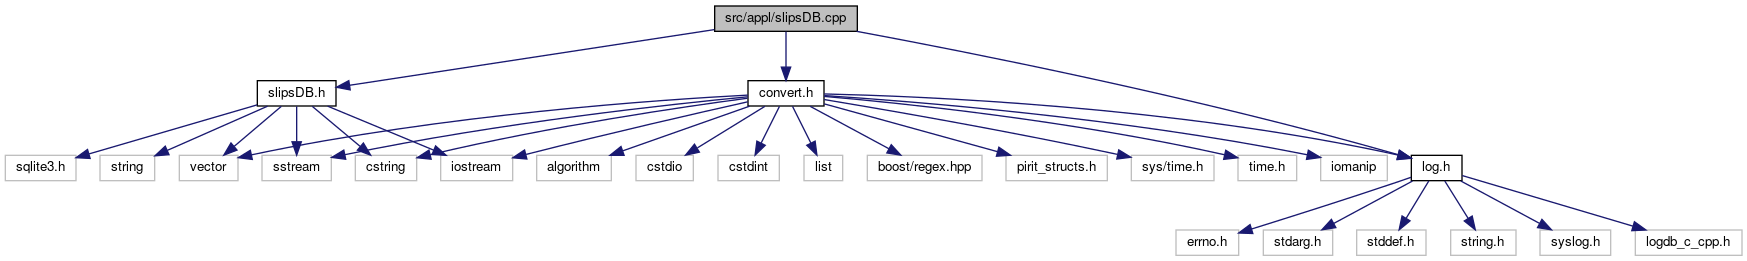 src/appl/slipsDB.cpp
slipsDB.h
convert.h
sqlite3.h
string
vector
sstream
cstring
iostream
algorithm
cstdio
cstdint
list
boost/regex.hpp
pirit_structs.h
sys/time.h
time.h
iomanip
log.h
errno.h
stdarg.h
stddef.h
string.h
syslog.h
logdb_c_cpp.h